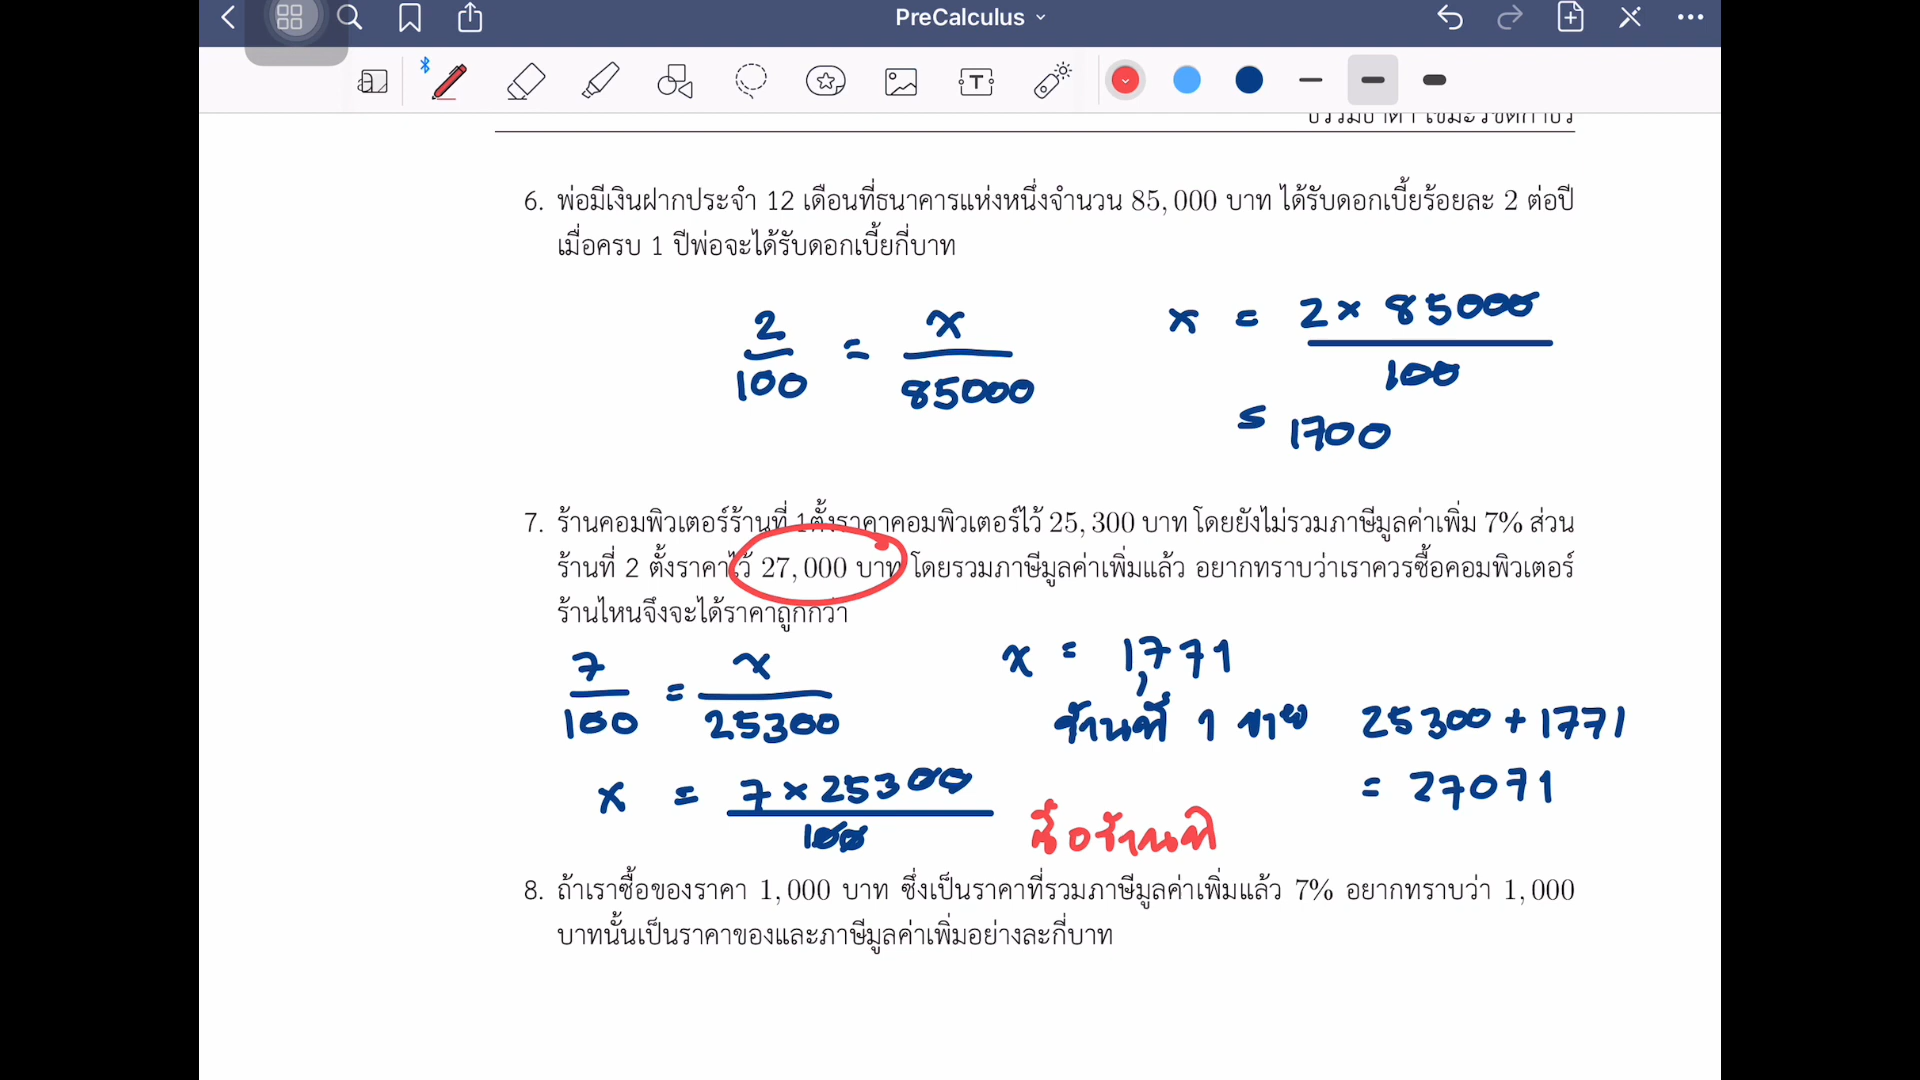 PreCalculus
T
6. พ่อมีเงินฝากประจำ 12 เดือนที่ธนาคารแห่งหนึ่งจำนวน 85,000 บาท ได้รับดอกเบี้ยร้อยละ 2 ต่อปี
เมื่อครบ 1 ปีพ่อจะได้รับดอกเบี้ยกี่บาท
2/100 = x/85000
x = 2 × 85000/100
= 1700
7. ร้านคอมพิวเตอร์ร้านที่ 1ตั้งราคาคอมพิวเตอร์ไว้ 25,300 บาท โดยยังไม่รวมภาษีมูลค่าเพิ่ม 7% ส่วน
ร้านที่ 2 ตั้งราคาไว้ 27,000 บาท โดยรวมภาษีมูลค่าเพิ่มแล้ว อยากทราบว่าเราควรซื้อคอมพิวเตอร์
ร้านไหนจึงจะได้ราคาถูกกว่า
7/100 = x/25300
x = 7 × 25300/100
x = 1,771
ร้านที่ 1 ขาย 25300 + 1771
= 27071
ซื้อร้านที่
8. ถ้าเราซื้อของราคา 1,000 บาท ซึ่งเป็นราคาที่รวมภาษีมูลค่าเพิ่มแล้ว 7% อยากทราบว่า 1,000
บาทนั้นเป็นราคาของและภาษีมูลค่าเพิ่มอย่างละกี่บาท